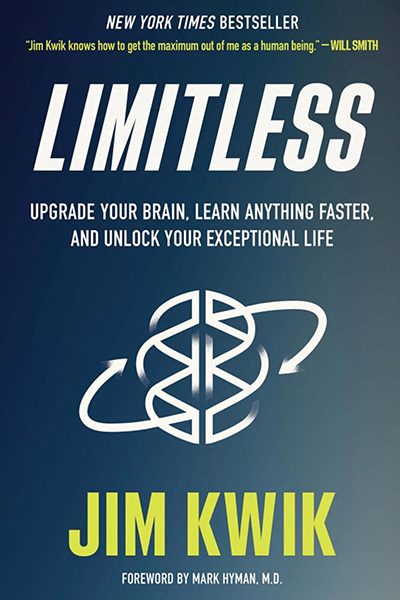 NEW YORK TIMES BESTSELLER
“Jim Kwik knows how to get the maximum out of me as a human being.” — WILL SMITH
LIMITLESS
UPGRADE YOUR BRAIN, LEARN ANYTHING FASTER,
AND UNLOCK YOUR EXCEPTIONAL LIFE
JIM KWIK
FOREWORD BY MARK HYMAN, M.D.